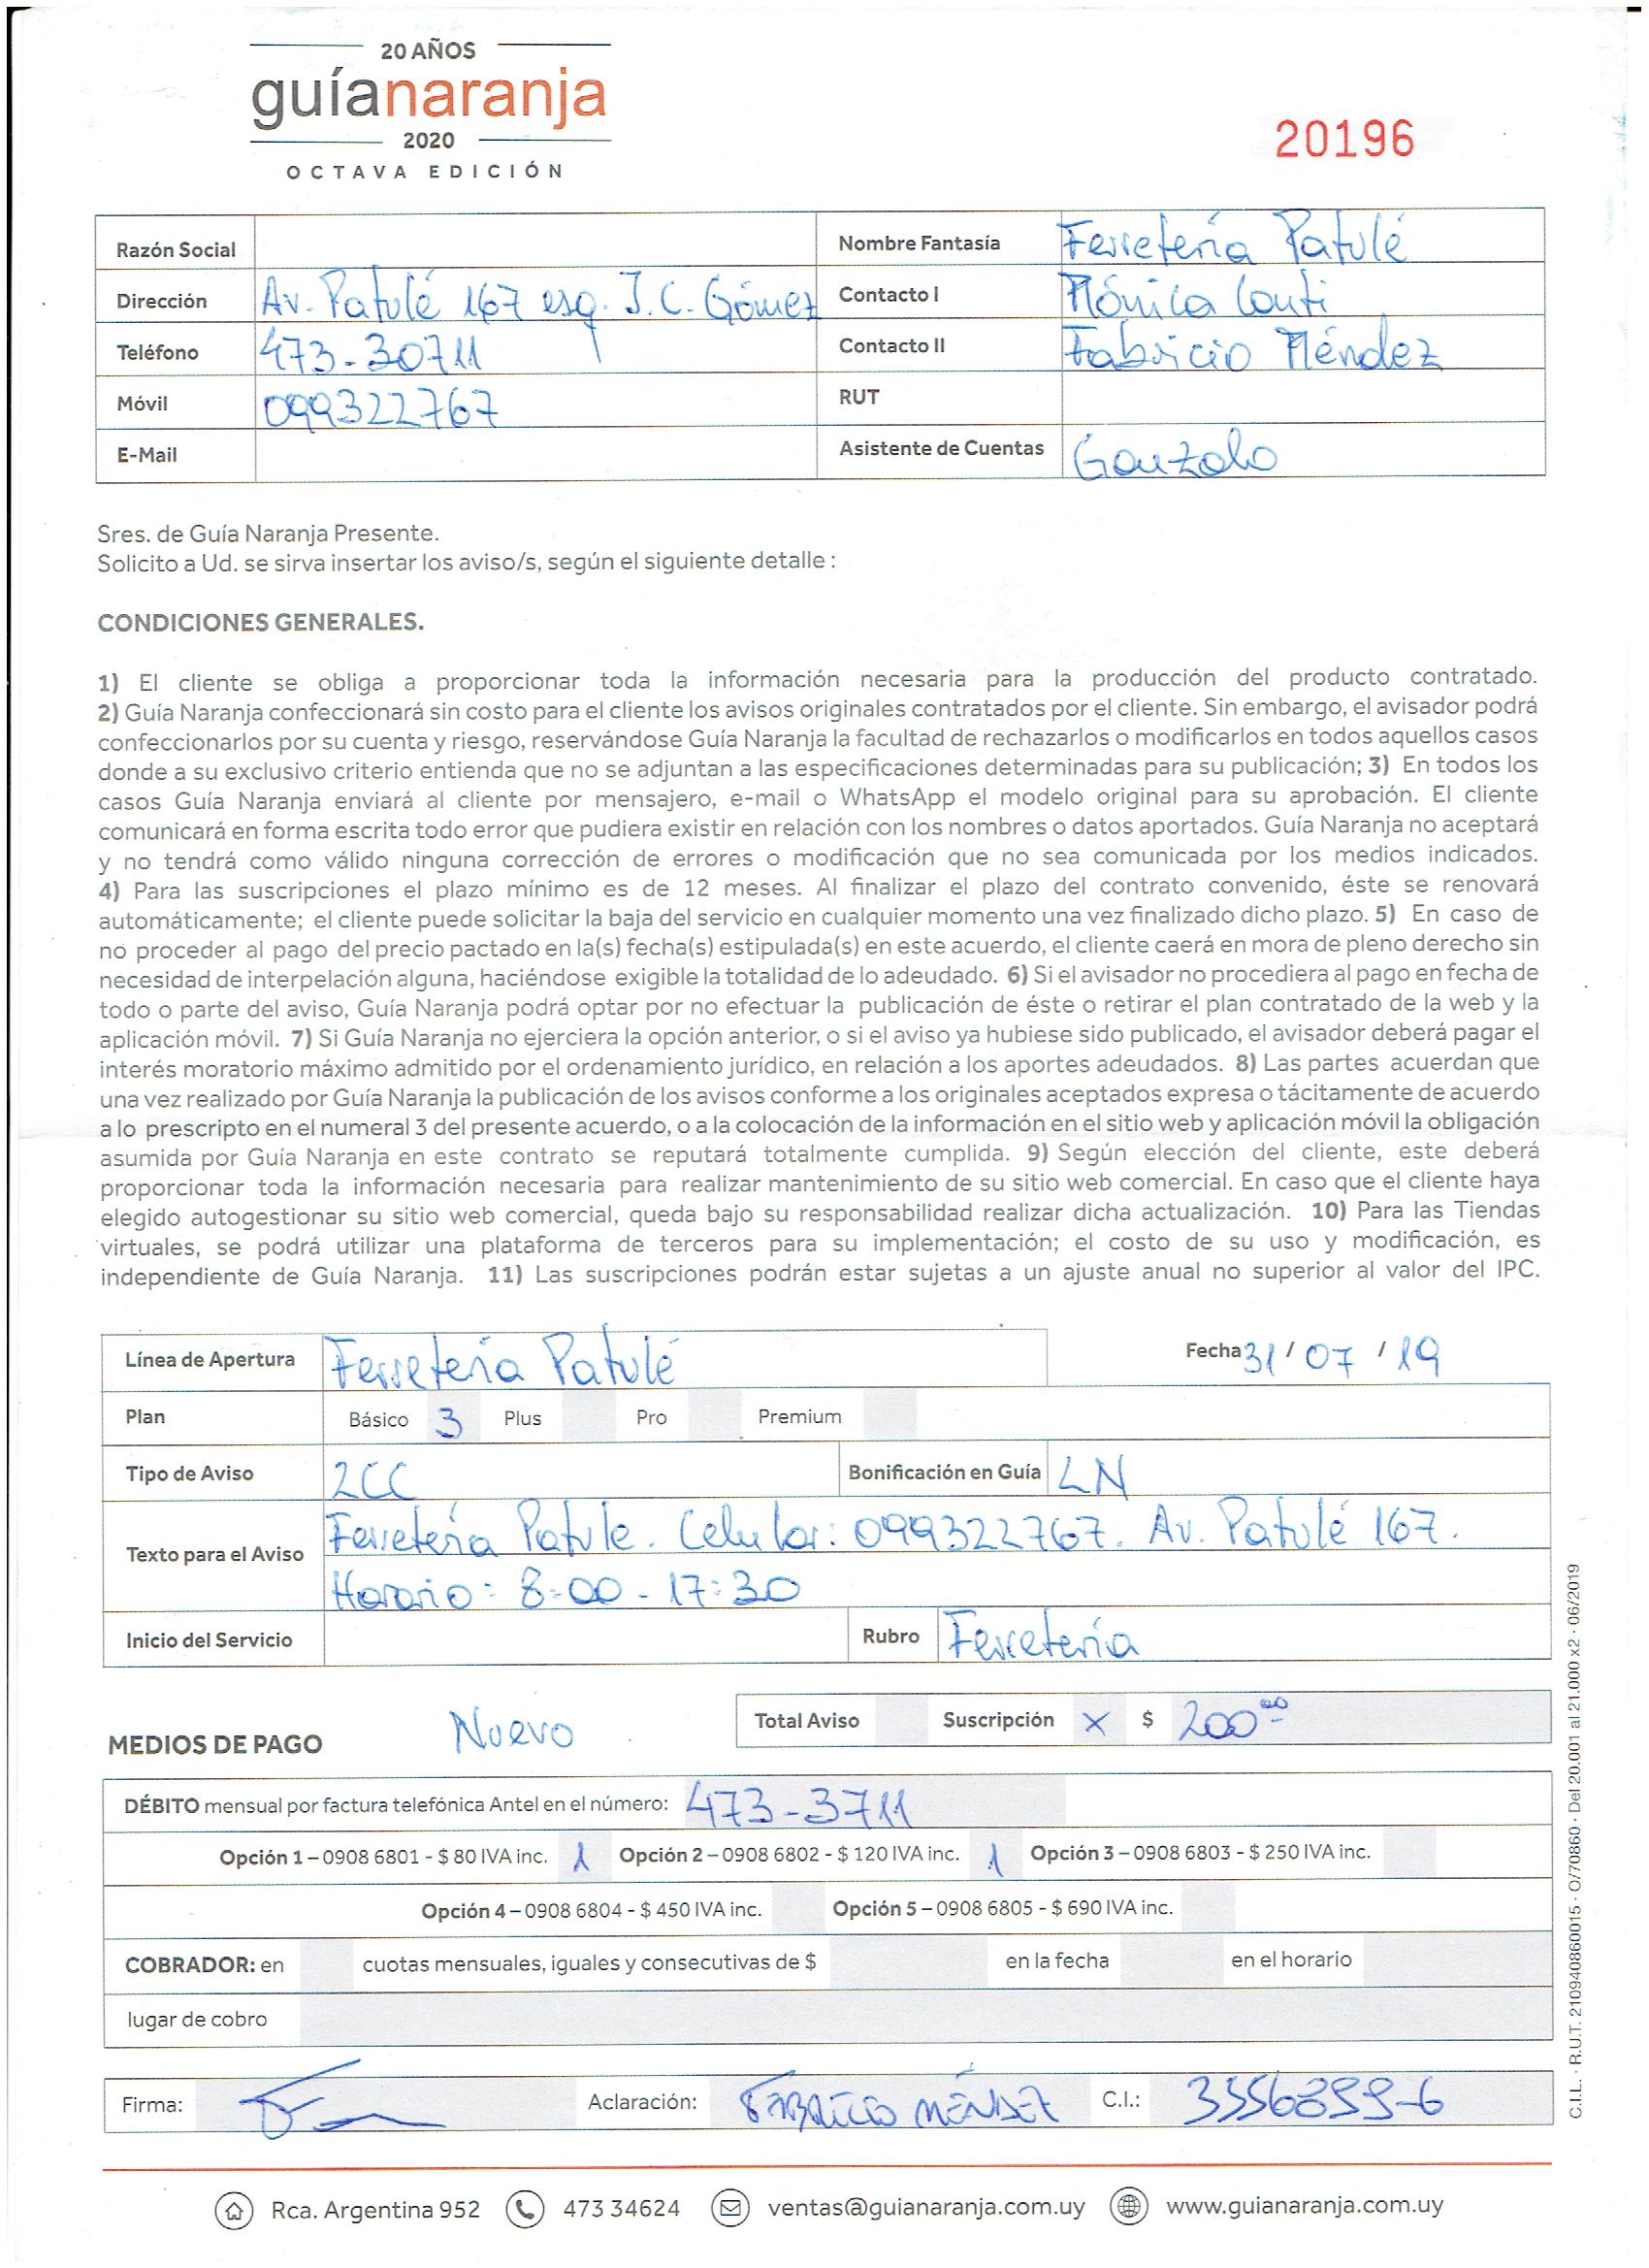 20 AÑOS
guíanaranja
2020
OCTAVA EDICIÓN
20196
Razón Social
Nombre Fantasía Ferretería Patulé
Dirección Av. Patulé 167 esq. J.C. Gómez
Contacto I Mónica Conti
Teléfono 473-30711
Contacto II Fabricio Méndez
Móvil 099322767
RUT
E-Mail
Asistente de Cuentas Gonzalo
Sres. de Guía Naranja Presente.
Solicito a Ud. se sirva insertar los aviso/s, según el siguiente detalle :
CONDICIONES GENERALES.
1) El cliente se obliga a proporcionar toda la información necesaria para la producción del producto contratado.
2) Guía Naranja confeccionará sin costo para el cliente los avisos originales contratados por el cliente. Sin embargo, el avisador podrá
confeccionarlos por su cuenta y riesgo, reservándose Guía Naranja la facultad de rechazarlos o modificarlos en todos aquellos casos
donde a su exclusivo criterio entienda que no se adjuntan a las especificaciones determinadas para su publicación; 3) En todos los
casos Guía Naranja enviará al cliente por mensajero, e-mail o WhatsApp el modelo original para su aprobación. El cliente
comunicará en forma escrita todo error que pudiera existir en relación con los nombres o datos aportados. Guía Naranja no aceptará
y no tendrá como válido ninguna corrección de errores o modificación que no sea comunicada por los medios indicados.
4) Para las suscripciones el plazo mínimo es de 12 meses. Al finalizar el plazo del contrato convenido, éste se renovará
automáticamente; el cliente puede solicitar la baja del servicio en cualquier momento una vez finalizado dicho plazo. 5) En caso de
no proceder al pago del precio pactado en la(s) fecha(s) estipulada(s) en este acuerdo, el cliente caerá en mora de pleno derecho sin
necesidad de interpelación alguna, haciéndose exigible la totalidad de lo adeudado. 6) Si el avisador no procediera al pago en fecha de
todo o parte del aviso, Guía Naranja podrá optar por no efectuar la publicación de éste o retirar el plan contratado de la web y la
aplicación móvil. 7) Si Guía Naranja no ejerciera la opción anterior, o si el aviso ya hubiese sido publicado, el avisador deberá pagar el
interés moratorio máximo admitido por el ordenamiento jurídico, en relación a los aportes adeudados. 8) Las partes acuerdan que
una vez realizado por Guía Naranja la publicación de los avisos conforme a los originales aceptados expresa o tácitamente de acuerdo
a lo prescripto en el numeral 3 del presente acuerdo, o a la colocación de la información en el sitio web y aplicación móvil la obligación
asumida por Guía Naranja en este contrato se reputará totalmente cumplida. 9) Según elección del cliente, este deberá
proporcionar toda la información necesaria para realizar mantenimiento de su sitio web comercial. En caso que el cliente haya
elegido autogestionar su sitio web comercial, queda bajo su responsabilidad realizar dicha actualización. 10) Para las Tiendas
virtuales, se podrá utilizar una plataforma de terceros para su implementación; el costo de su uso y modificación, es
independiente de Guía Naranja. 11) Las suscripciones podrán estar sujetas a un ajuste anual no superior al valor del IPC.
Línea de Apertura Ferretería Patulé
Fecha 31/07/19
Plan Básico 3 Plus Pro Premium
Tipo de Aviso 2CC
Bonificación en Guía LN
Texto para el Aviso Ferretería Patule. Celular: 099322767. Av. Patulé 167.
Horario: 8:00 - 17:30
Inicio del Servicio
Rubro Ferretería
MEDIOS DE PAGO Nuevo
Total Aviso Suscripción X $ 200,00
DÉBITO mensual por factura telefónica Antel en el número: 473-3711
Opción 1 – 0908 6801 - $ 80 IVA inc. 1 Opción 2 – 0908 6802 - $ 120 IVA inc. 1 Opción 3 – 0908 6803 - $ 250 IVA inc.
Opción 4 – 0908 6804 - $ 450 IVA inc. Opción 5 – 0908 6805 - $ 690 IVA inc.
COBRADOR: en cuotas mensuales, iguales y consecutivas de $ en la fecha en el horario
lugar de cobro
Firma: Aclaración: FABRICIO MÉNDEZ C.I.: 3356899-6
Rca. Argentina 952 473 34624 ventas@guianaranja.com.uy www.guianaranja.com.uy
C.I.L. · R.U.T. 210940860015 · O/70860 · Del 20.001 al 21.000 x2 · 06/2019